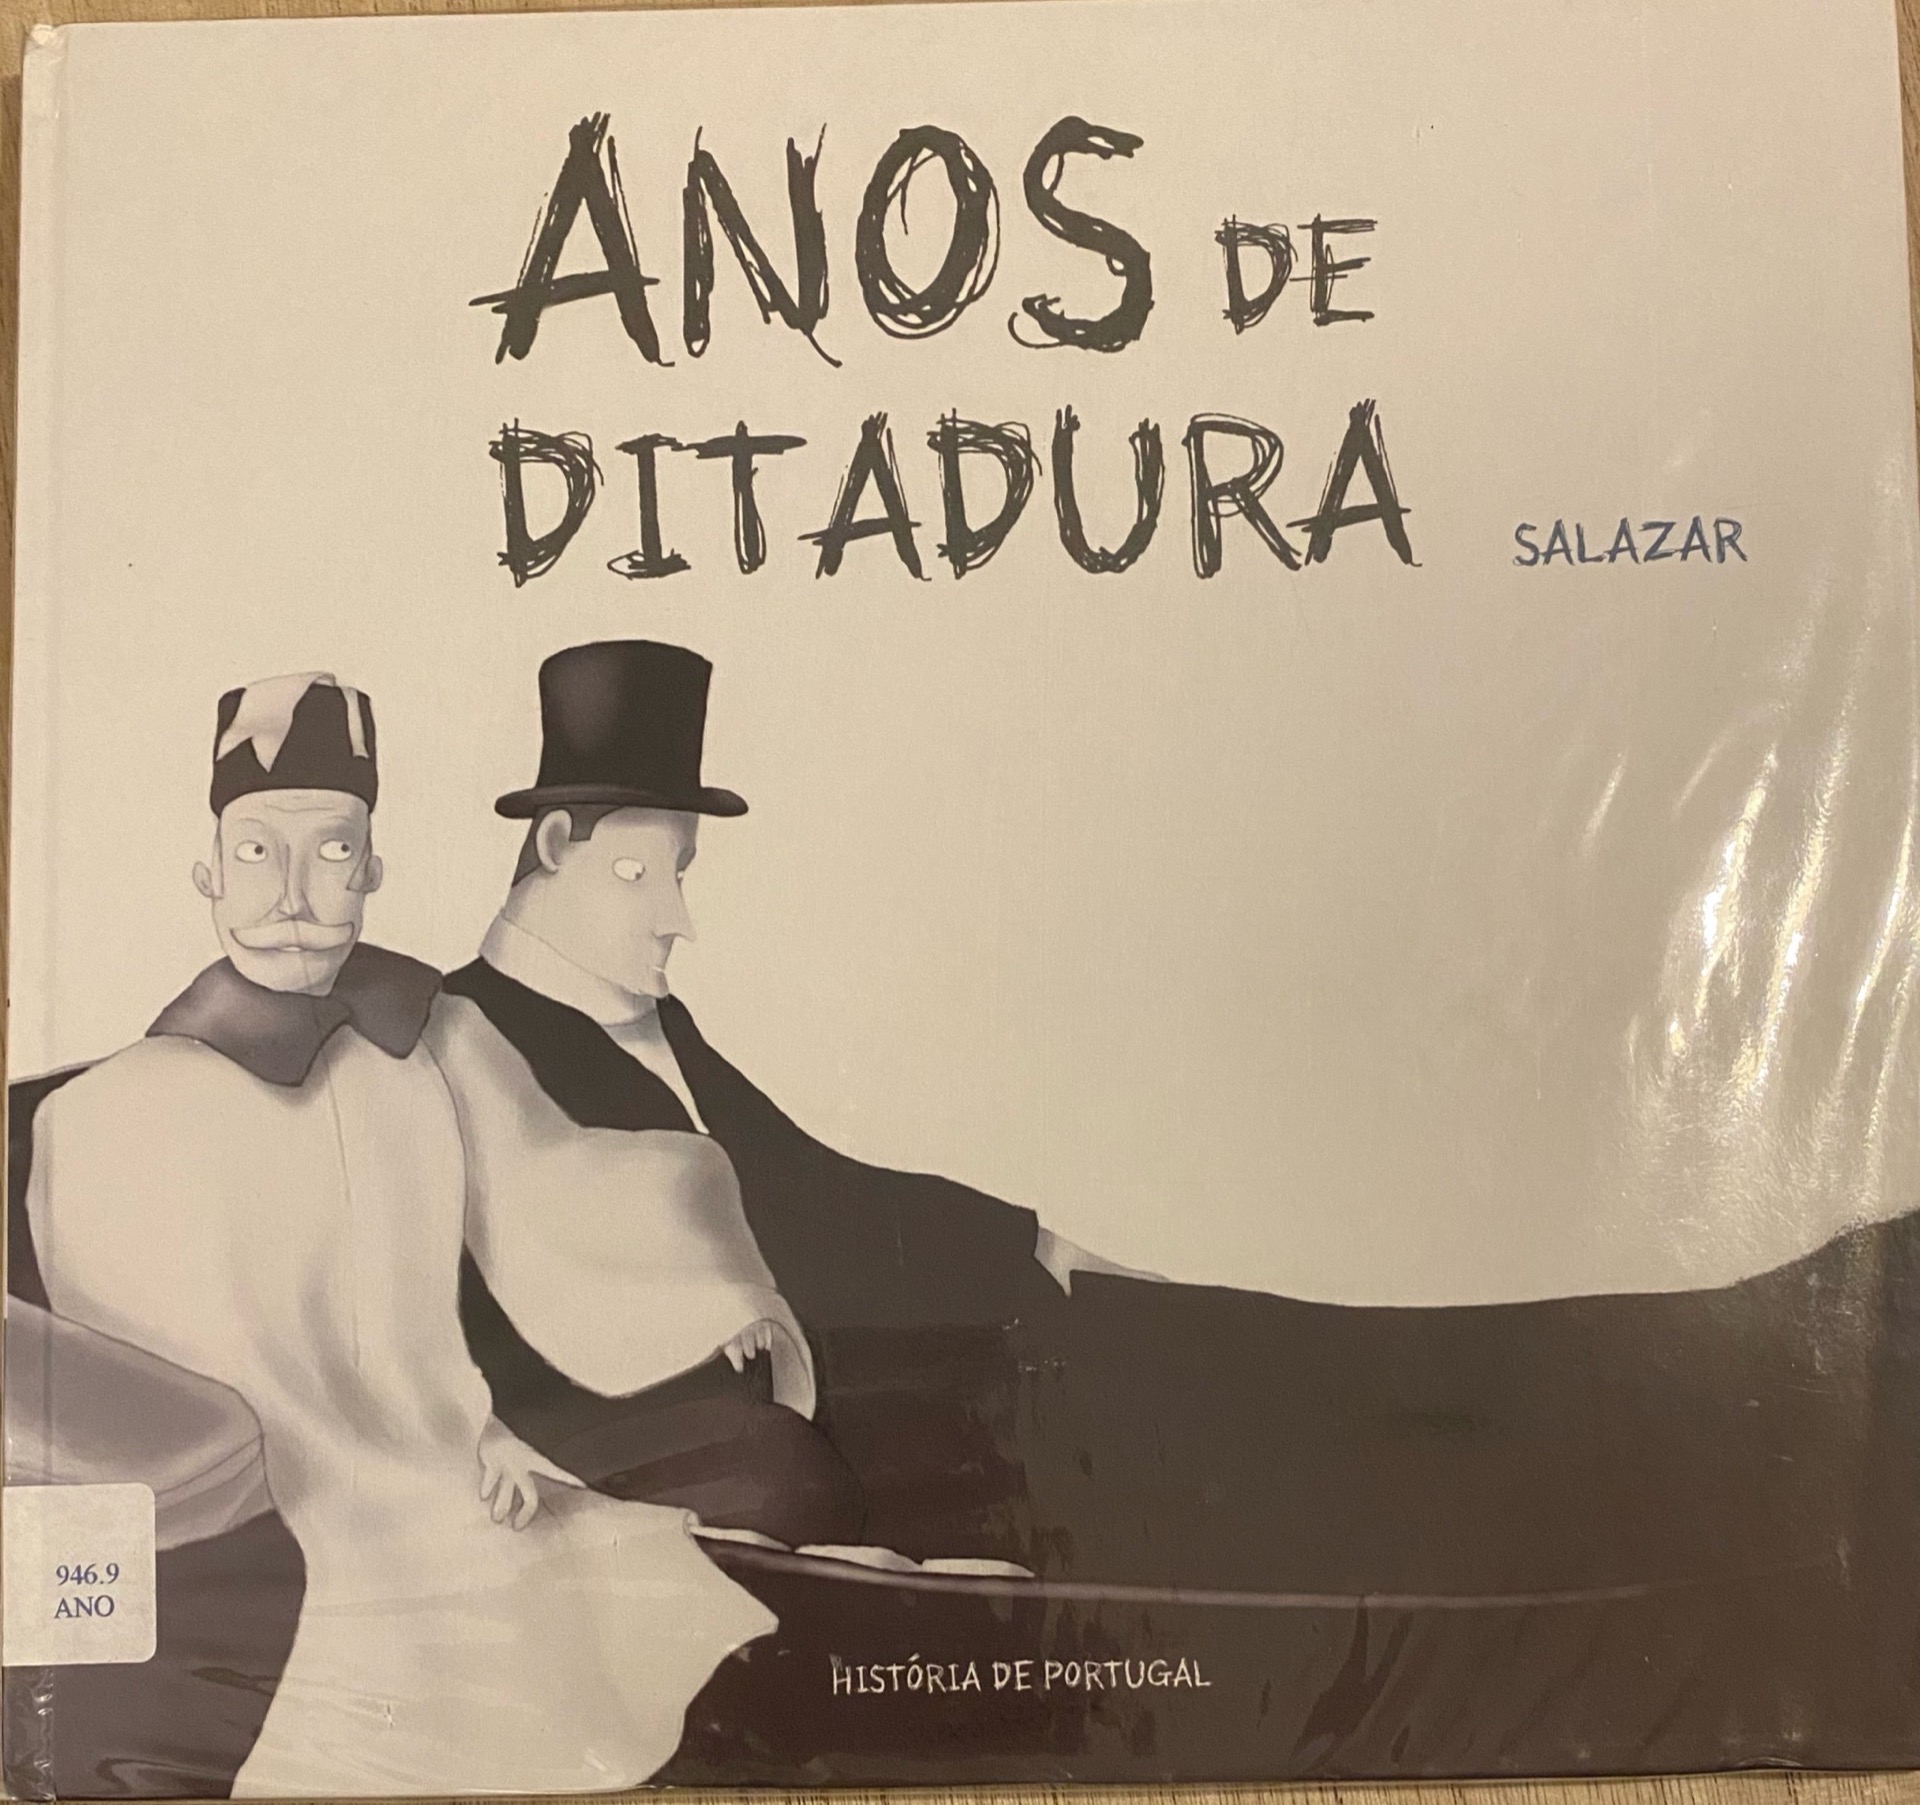 ANOS DE
DITADURA
SALAZAR
946.9
ANO
HISTÓRIA DE PORTUGAL